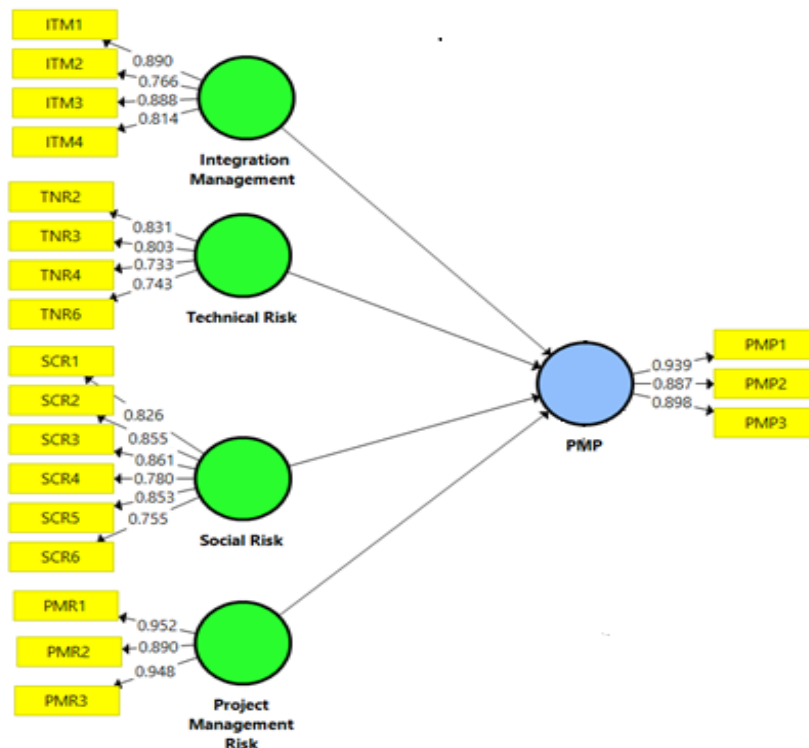 ITM1
0.890
ITM2
0.766
ITM3
0.888
ITM4
0.814
Integration
Management
TNR2
0.831
TNR3
0.803
TNR4
0.733
TNR6
0.743
Technical Risk
SCR1
0.826
SCR2
0.855
SCR3
0.861
SCR4
0.780
SCR5
0.853
SCR6
0.755
Social Risk
PMR1
0.952
PMR2
0.890
PMR3
0.948
Project
Management
Risk
PMP
0.939
PMP1
0.887
PMP2
0.898
PMP3